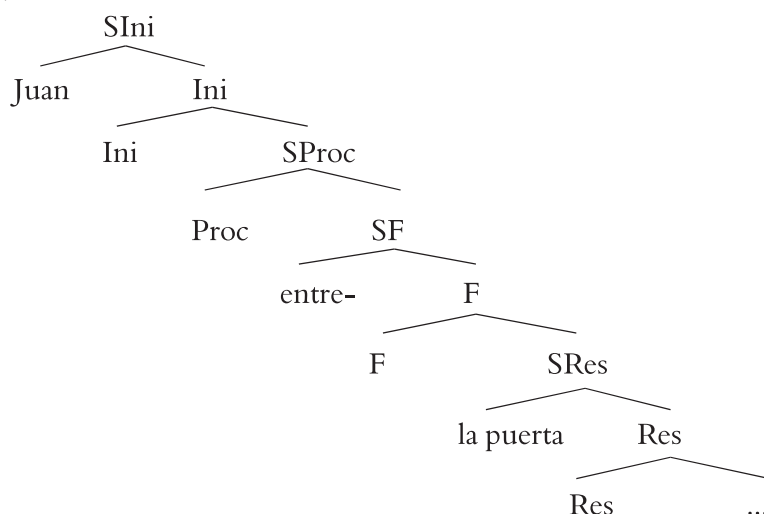 SIni
Juan Ini
Ini SProc
Proc SF
entre- F
F SRes
la puerta Res
Res ...